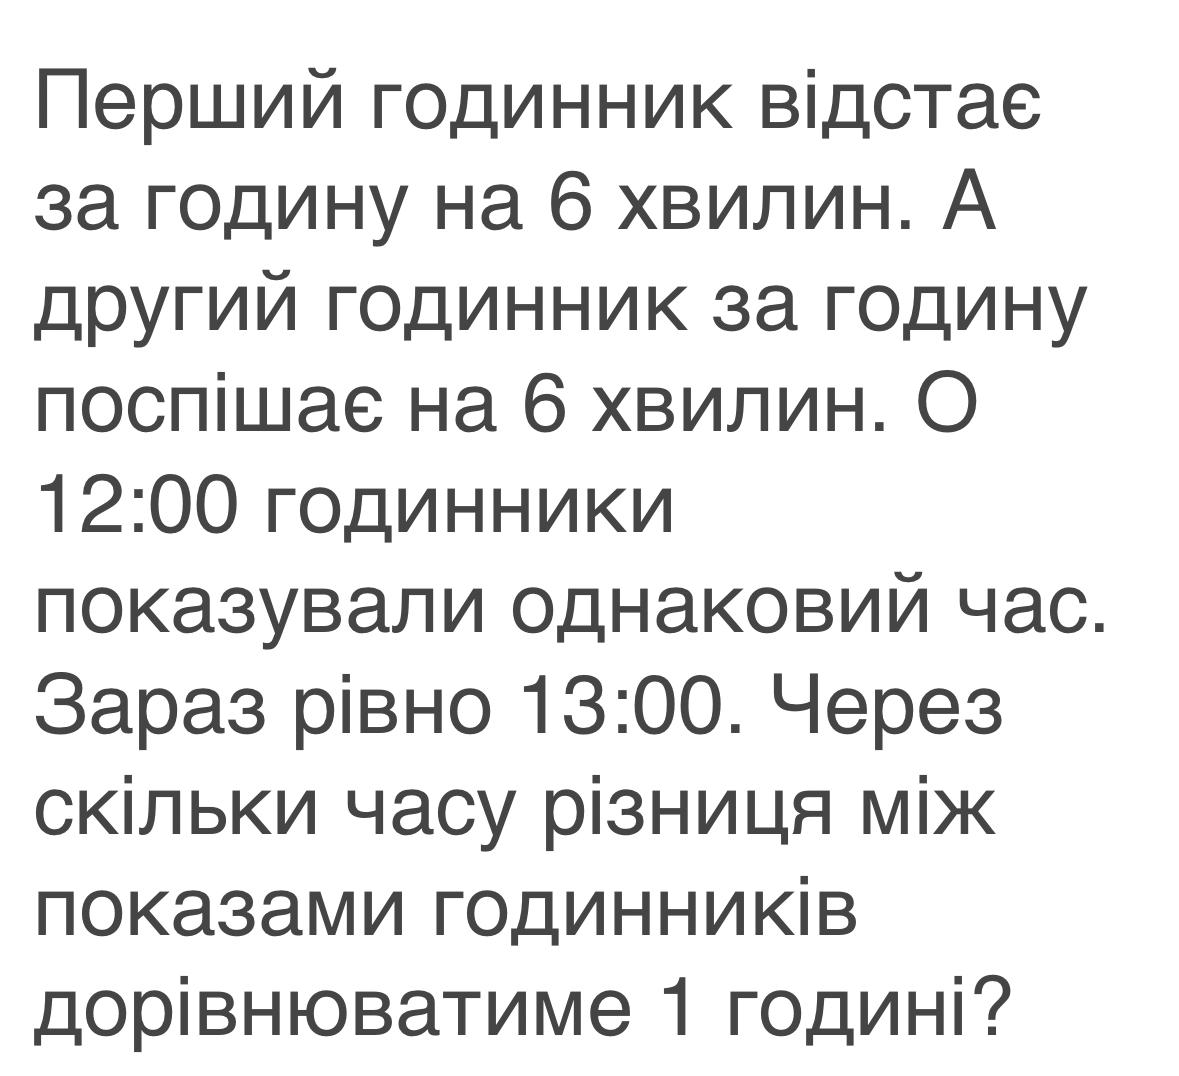 Перший годинник відстає
за годину на 6 хвилин. А
другий годинник за годину
поспішає на 6 хвилин. О
12:00 годинники
показували однаковий час.
Зараз рівно 13:00. Через
скільки часу різниця між
показами годинників
дорівнюватиме 1 годині?